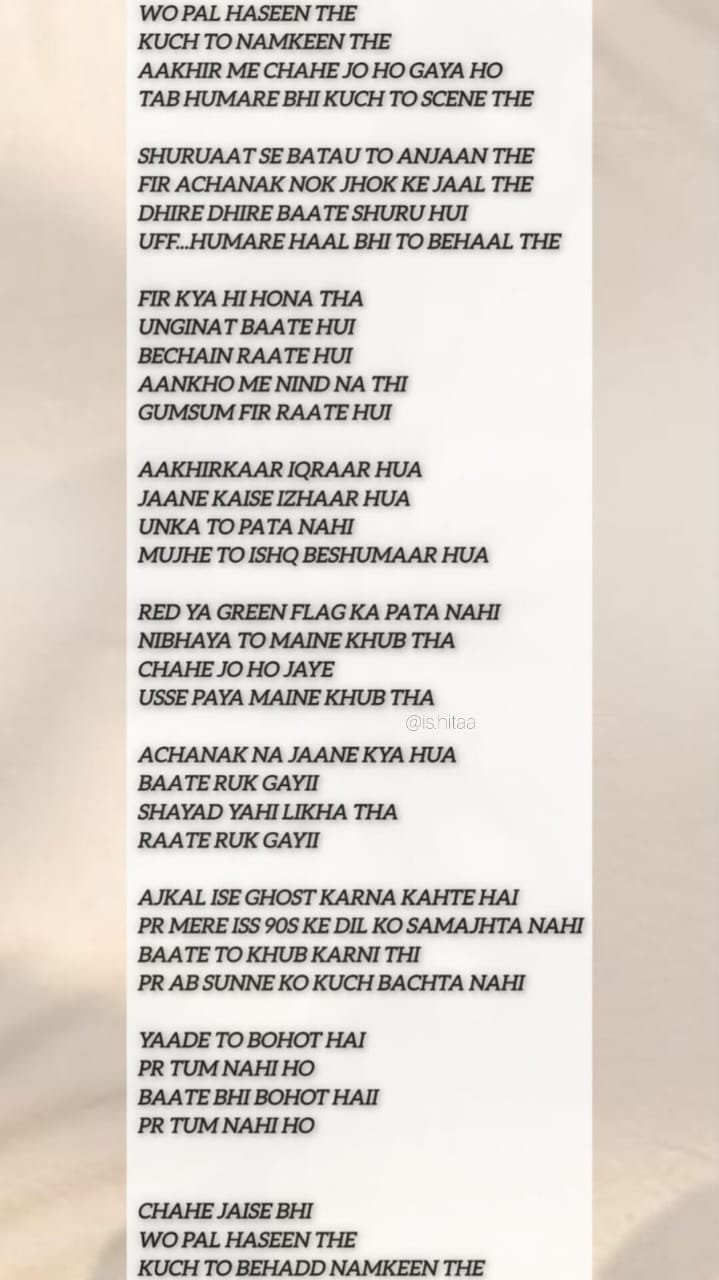 WO PAL HASEEN THE
KUCH TO NAMKEEN THE
AAKHIR ME CHAHE JO HO GAYA HO
TAB HUMARE BHI KUCH TO SCENE THE
SHURUAAT SE BATAU TO ANJAAN THE
FIR ACHANAK NOK JHOK KE JAAL THE
DHIRE DHIRE BAATE SHURU HUI
UFF...HUMARE HAAL BHI TO BEHAAL THE
FIR KYA HI HONA THA
UNGINAT BAATE HUI
BECHAIN RAATE HUI
AANKHO ME NIND NA THI
GUMSUM FIR RAATE HUI
AAKHIRKAAR IQRAAR HUA
JAANE KAISE IZHAAR HUA
UNKA TO PATA NAHI
MUJHE TO ISHQ BESHUMAAR HUA
RED YA GREEN FLAG KA PATA NAHI
NIBHAYA TO MAINE KHUB THA
CHAHE JO HO JAYE
USSE PAYA MAINE KHUB THA
@is.hitaa
ACHANAK NA JAANE KYA HUA
BAATE RUK GAYII
SHAYAD YAHI LIKHA THA
RAATE RUK GAYII
AJKAL ISE GHOST KARNA KAHTE HAI
PR MERE ISS 90S KE DIL KO SAMAJHTA NAHI
BAATE TO KHUB KARNI THI
PR AB SUNNE KO KUCH BACHTA NAHI
YAADE TO BOHOT HAI
PR TUM NAHI HO
BAATE BHI BOHOT HAII
PR TUM NAHI HO
CHAHE JAISE BHI
WO PAL HASEEN THE
KUCH TO BEHADD NAMKEEN THE